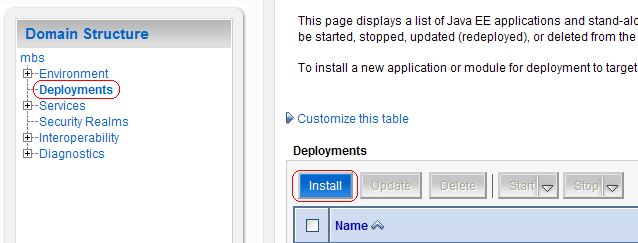 Domain Structure
mbs
Environment
Deployments
Services
Security Realms
Interoperability
Diagnostics
This page displays a list of Java EE applications and stand-alo
be started, stopped, updated (redeployed), or deleted from the
To install a new application or module for deployment to target
Customize this table
Deployments
Install Update Delete Start Stop
Name